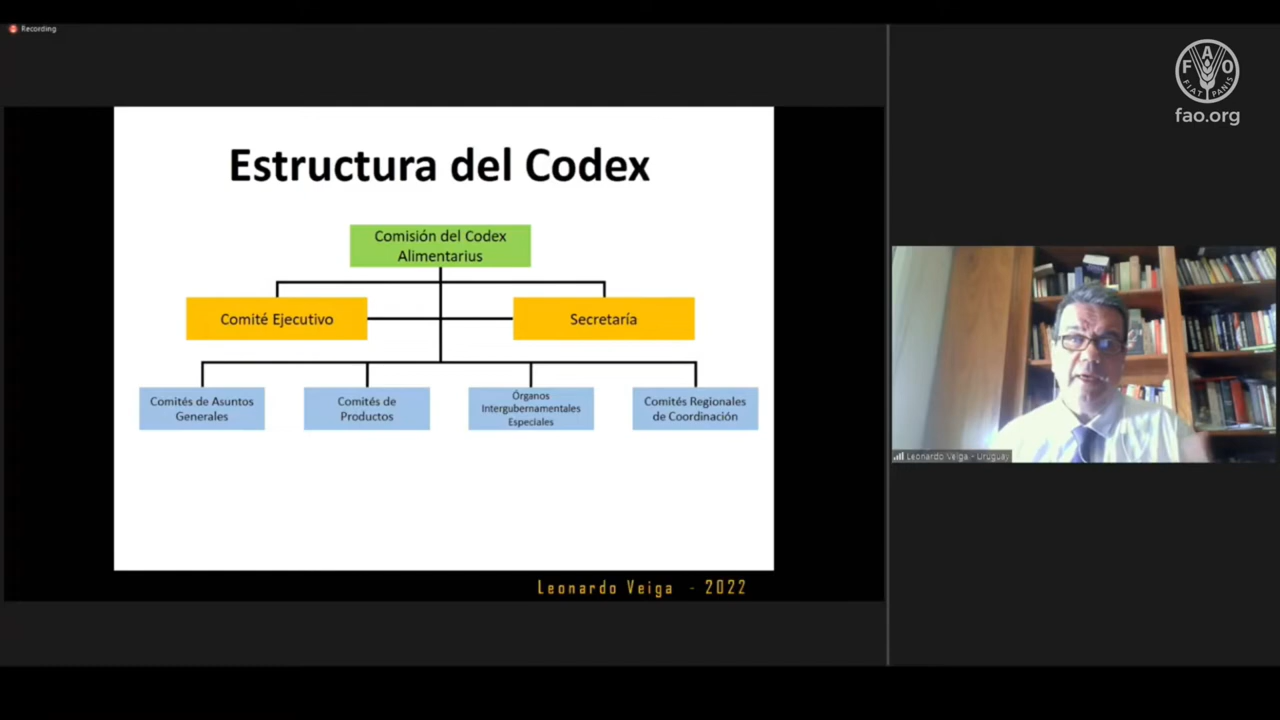 Recording
Estructura del Codex
Comisión del Codex
Alimentarius
Comité Ejecutivo
Secretaría
Comités de Asuntos
Generales
Comités de
Productos
Órganos
Intergubernamentales
Especiales
Comités Regionales
de Coordinación
Leonardo Veiga - 2022
F A O
FIAT PANIS
fao.org
Leonardo Veiga - Uruguay